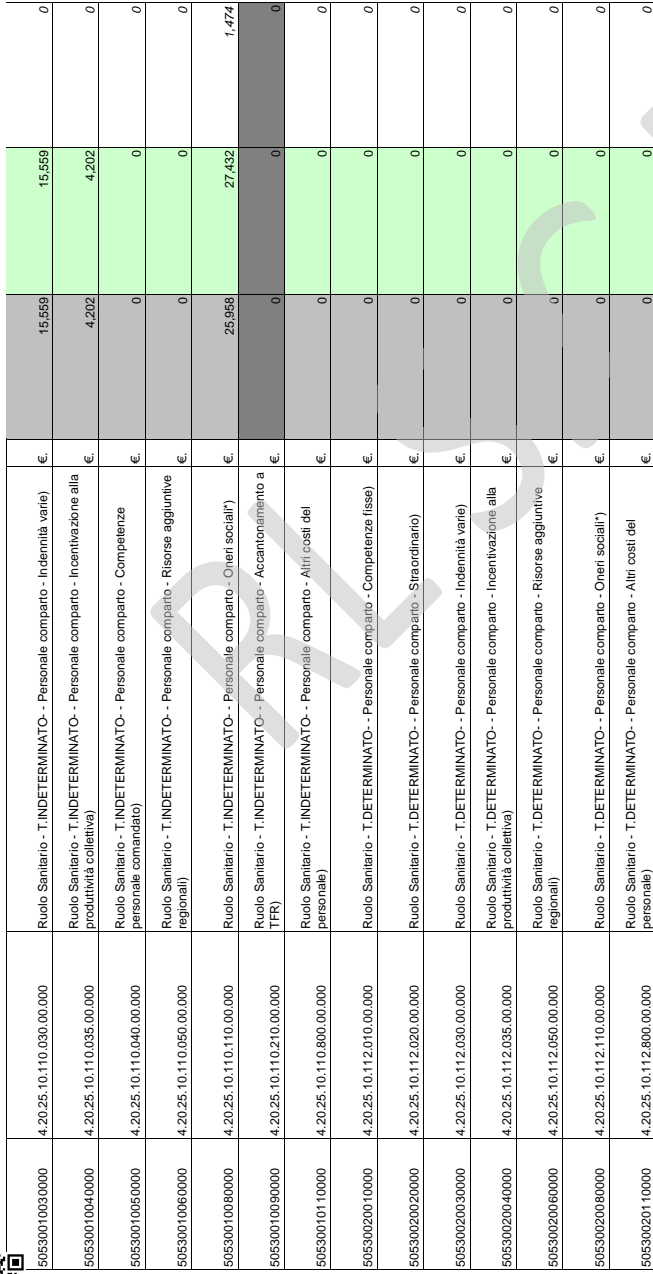 50530010030000 4.20.25.10.110.030.00.000 Ruolo Sanitario - T.INDETERMINATO- - Personale comparto - Indennità varie) €. 15,559 15,559 0
50530010040000 4.20.25.10.110.035.00.000 Ruolo Sanitario - T.INDETERMINATO- - Personale comparto - Incentivazione alla €. 4,202 4,202 0
produttività collettiva)
50530010050000 4.20.25.10.110.040.00.000 Ruolo Sanitario - T.INDETERMINATO- - Personale comparto - Competenze €. 0 0 0
personale comandato)
50530010060000 4.20.25.10.110.050.00.000 Ruolo Sanitario - T.INDETERMINATO- - Personale comparto - Risorse aggiuntive €. 0 0 0
regionali)
50530010080000 4.20.25.10.110.110.00.000 Ruolo Sanitario - T.INDETERMINATO- - Personale comparto - Oneri sociali*) €. 25,958 27,432 1,474
50530010090000 4.20.25.10.110.210.00.000 Ruolo Sanitario - T.INDETERMINATO- - Personale comparto - Accantonamento a €. 0 0 0
TFR)
50530010110000 4.20.25.10.110.800.00.000 Ruolo Sanitario - T.INDETERMINATO- - Personale comparto - Altri costi del €. 0 0 0
personale)
50530020010000 4.20.25.10.112.010.00.000 Ruolo Sanitario - T.DETERMINATO- - Personale comparto - Competenze fisse) €. 0 0 0
50530020020000 4.20.25.10.112.020.00.000 Ruolo Sanitario - T.DETERMINATO- - Personale comparto - Straordinario) €. 0 0 0
50530020030000 4.20.25.10.112.030.00.000 Ruolo Sanitario - T.DETERMINATO- - Personale comparto - Indennità varie) €. 0 0 0
50530020040000 4.20.25.10.112.035.00.000 Ruolo Sanitario - T.DETERMINATO- - Personale comparto - Incentivazione alla €. 0 0 0
produttività collettiva)
50530020060000 4.20.25.10.112.050.00.000 Ruolo Sanitario - T.DETERMINATO- - Personale comparto - Risorse aggiuntive €. 0 0 0
regionali)
50530020080000 4.20.25.10.112.110.00.000 Ruolo Sanitario - T.DETERMINATO- - Personale comparto - Oneri sociali*) €. 0 0 0
50530020110000 4.20.25.10.112.800.00.000 Ruolo Sanitario - T.DETERMINATO- - Personale comparto - Altri costi del €. 0 0 0
personale)